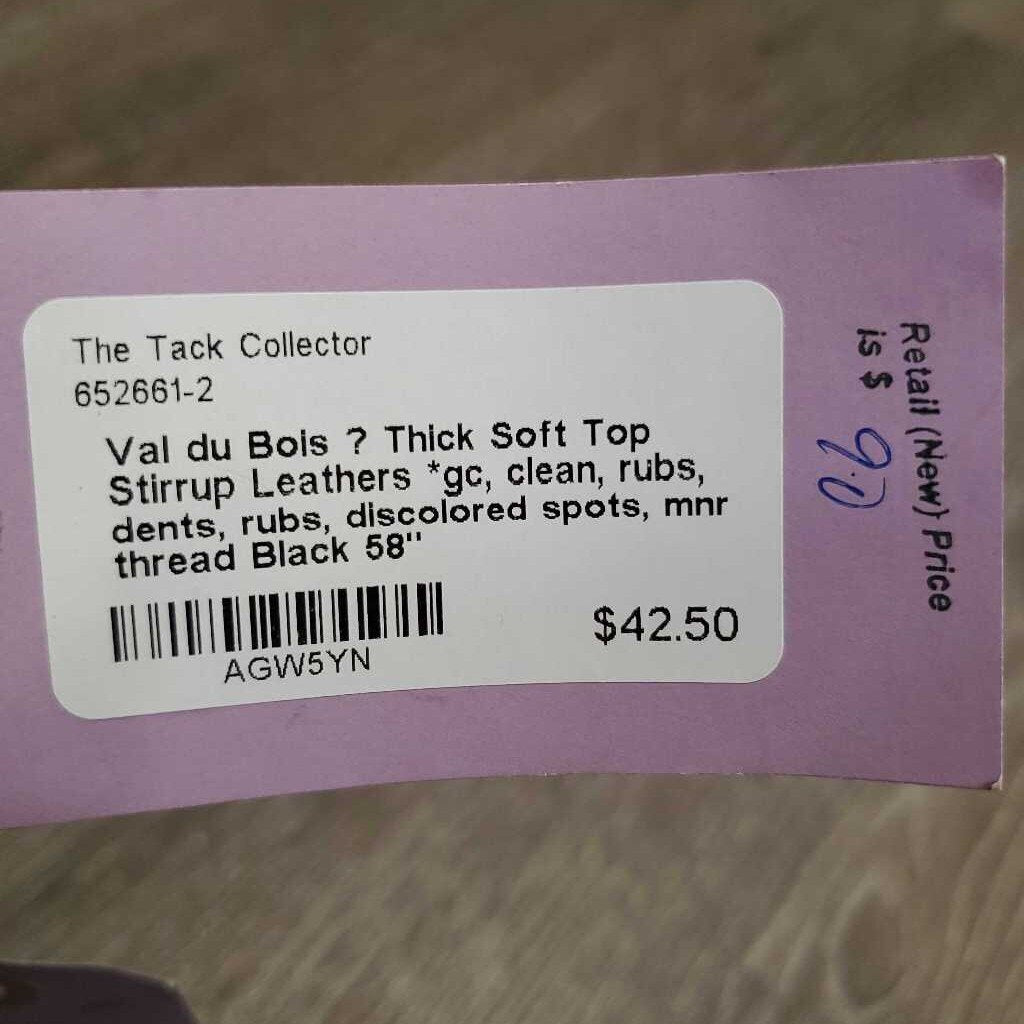 The Tack Collector
652661-2
Val du Bois ? Thick Soft Top
Stirrup Leathers *gc, clean, rubs,
dents, rubs, discolored spots, mnr
thread Black 58"
AGW5YN
$42.50
Retail (New) Price
is $ 90